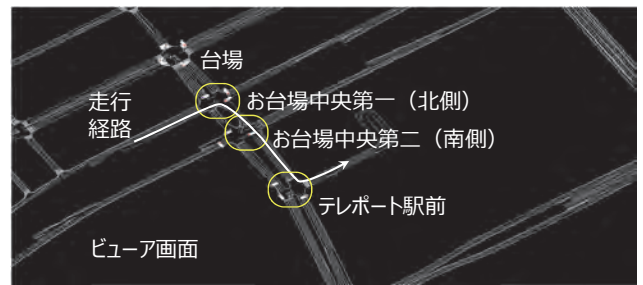 台場
走行
経路
お台場中央第一（北側）
お台場中央第二（南側）
テレポート駅前
ビューア画面